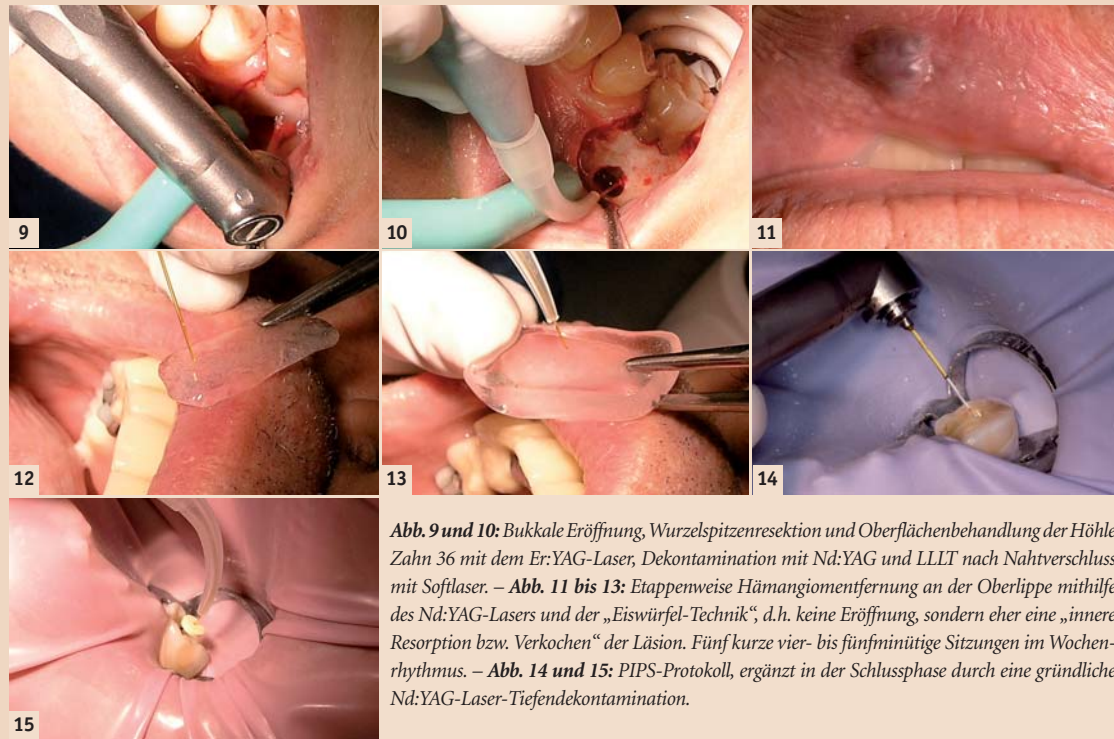 9
10
11
12
13
14
15
Abb. 9 und 10: Bukkale Eröffnung, Wurzelspitzenresektion und Oberflächenbehandlung der Höhle
Zahn 36 mit dem Er:YAG-Laser, Dekontamination mit Nd:YAG und LLLT nach Nahtverschluss
mit Softlaser. – Abb. 11 bis 13: Etappenweise Hämangiomentfernung an der Oberlippe mithilfe
des Nd:YAG-Lasers und der „Eiswürfel-Technik“, d.h. keine Eröffnung, sondern eher eine „innere
Resorption bzw. Verkochen“ der Läsion. Fünf kurze vier- bis fünfminütige Sitzungen im Wochen-
rhythmus. – Abb. 14 und 15: PIPS-Protokoll, ergänzt in der Schlussphase durch eine gründliche
Nd:YAG-Laser-Tiefendekontamination.